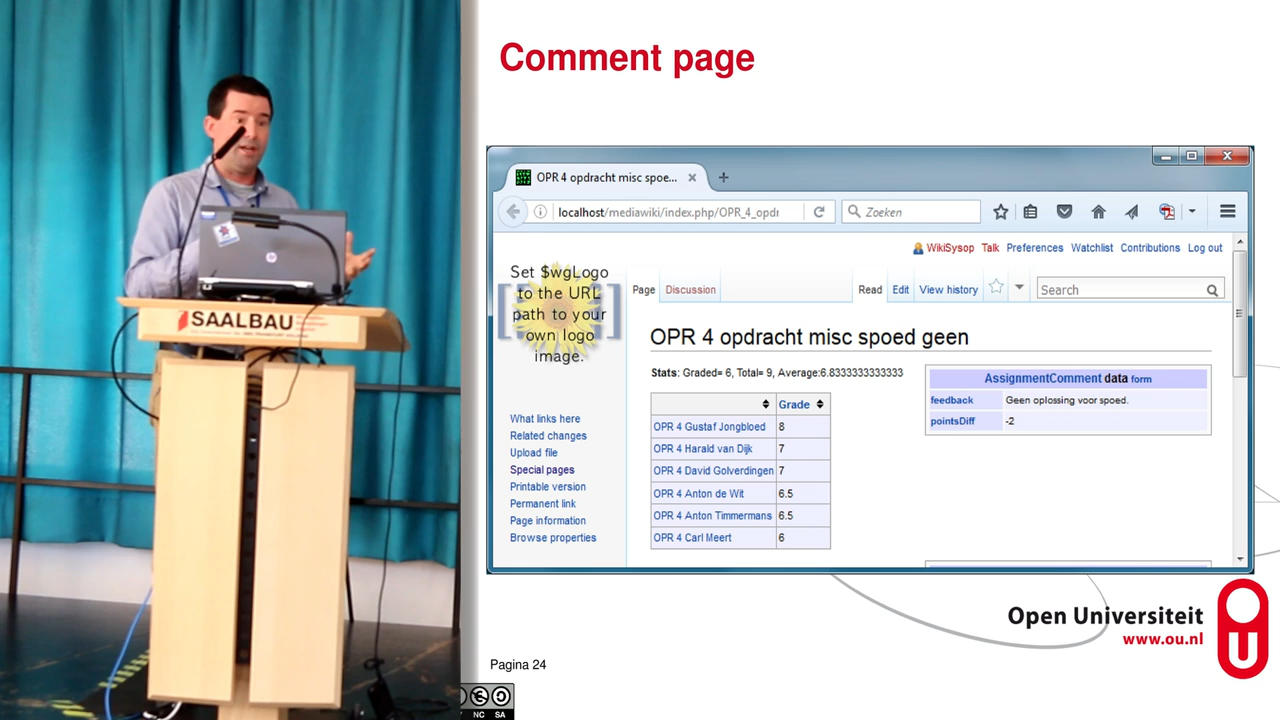 Comment page
OPR 4 opdracht misc spoe...
localhost/mediawiki/index.php/OPR_4_opdr
Zoeken
WikiSysop Talk Preferences Watchlist Contributions Log out
Set $wgLogo
to the URL
path to your
own logo
image.
Page Discussion Read Edit View history Search
OPR 4 opdracht misc spoed geen
Stats: Graded= 6, Total= 9, Average:6.8333333333333
AssignmentComment data form
feedback Geen oplossing voor spoed.
pointsDiff -2
Grade
OPR 4 Gustaf Jongbloed 8
OPR 4 Harald van Dijk 7
OPR 4 David Golverdingen 7
OPR 4 Anton de Wit 6.5
OPR 4 Anton Timmermans 6.5
OPR 4 Carl Meert 6
What links here
Related changes
Upload file
Special pages
Printable version
Permanent link
Page information
Browse properties
SAALBAU
hp
Open Universiteit
www.ou.nl
Pagina 24
NC SA